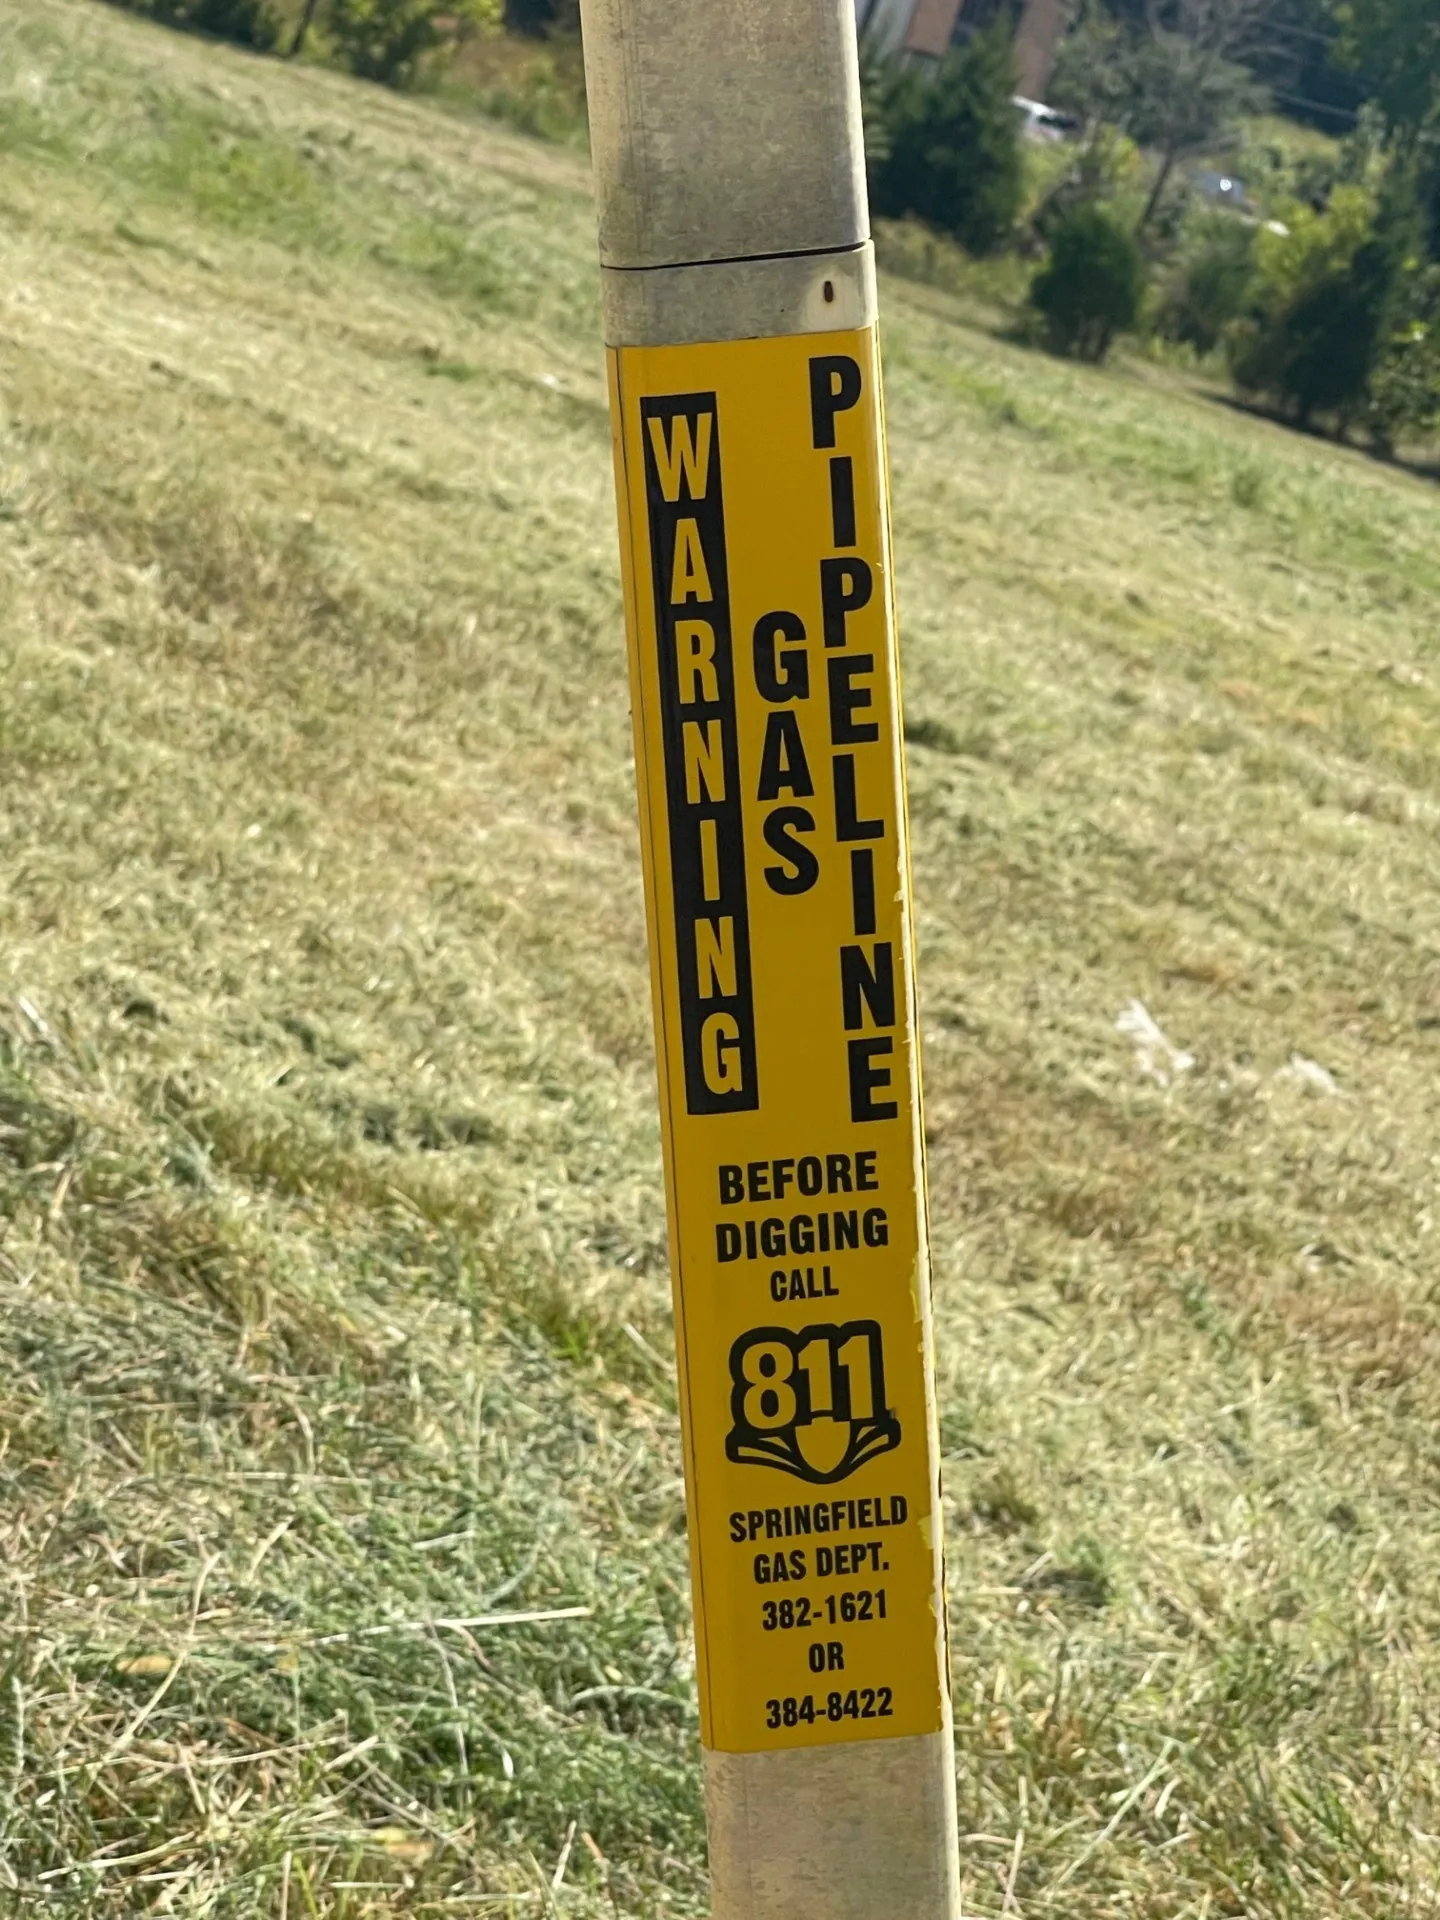 WARNING
GAS
PIPELINE
BEFORE
DIGGING
CALL
811
SPRINGFIELD
GAS DEPT.
382-1621
OR
384-8422